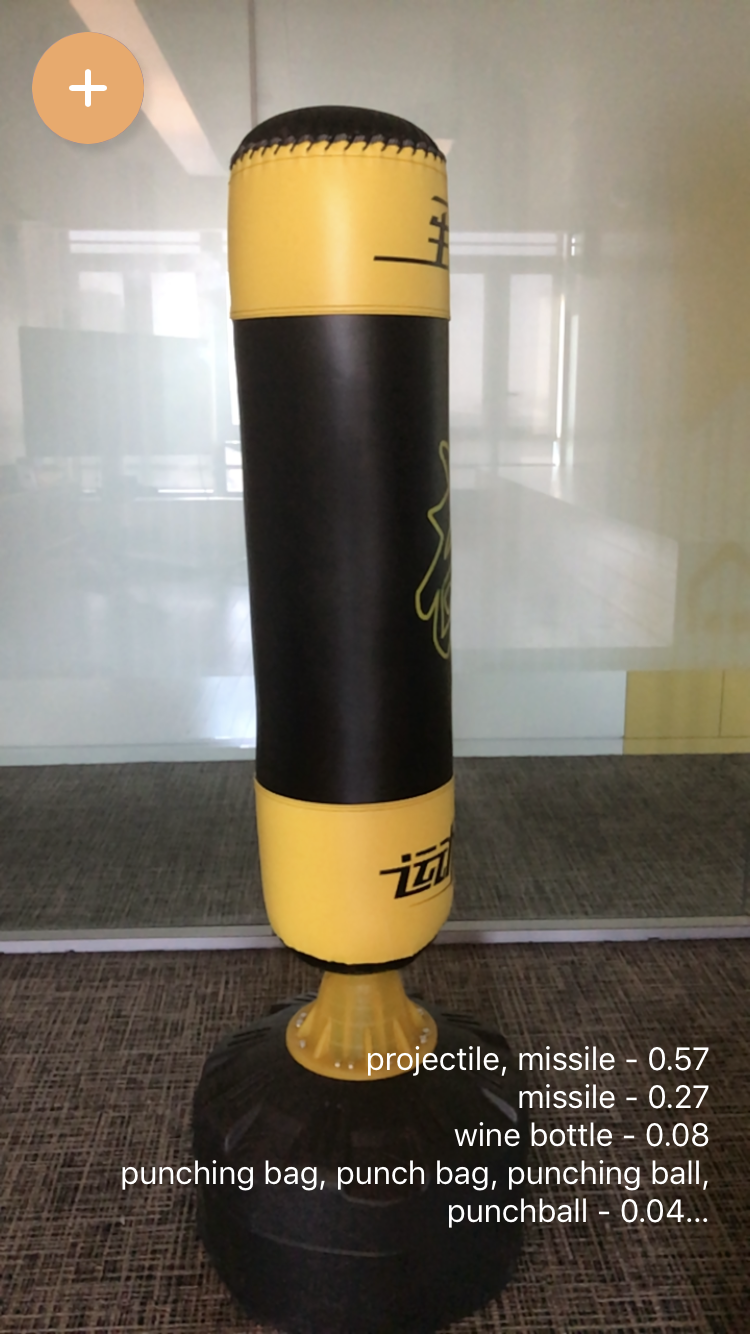 projectile, missile - 0.57
missile - 0.27
wine bottle - 0.08
punching bag, punch bag, punching ball,
punchball - 0.04...
运